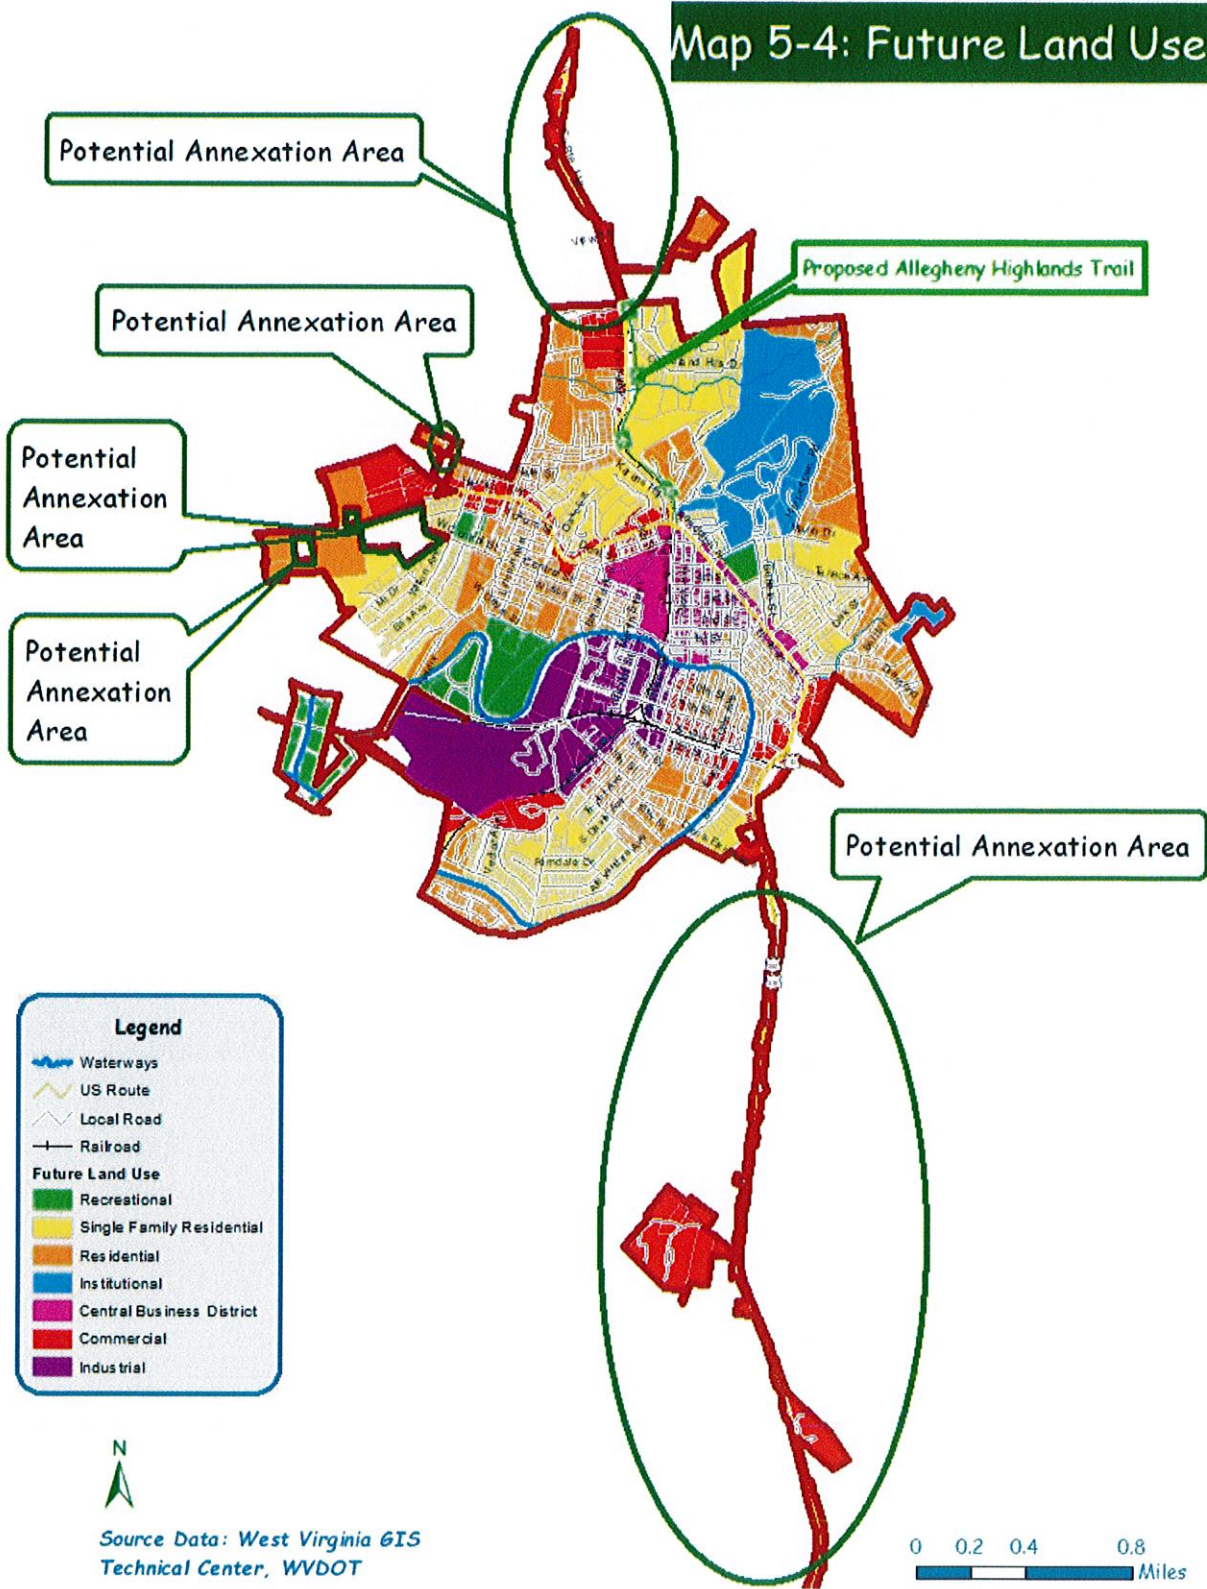 Map 5-4: Future Land Use
Potential Annexation Area
Proposed Allegheny Highlands Trail
Potential Annexation Area
Potential
Annexation
Area
Potential
Annexation
Area
Potential Annexation Area
Legend
Waterways
US Route
Local Road
Railroad
Future Land Use
Recreational
Single Family Residential
Residential
Institutional
Central Business District
Commercial
Industrial
N
Source Data: West Virginia GIS
Technical Center, WVDOT
0 0.2 0.4 0.8
Miles